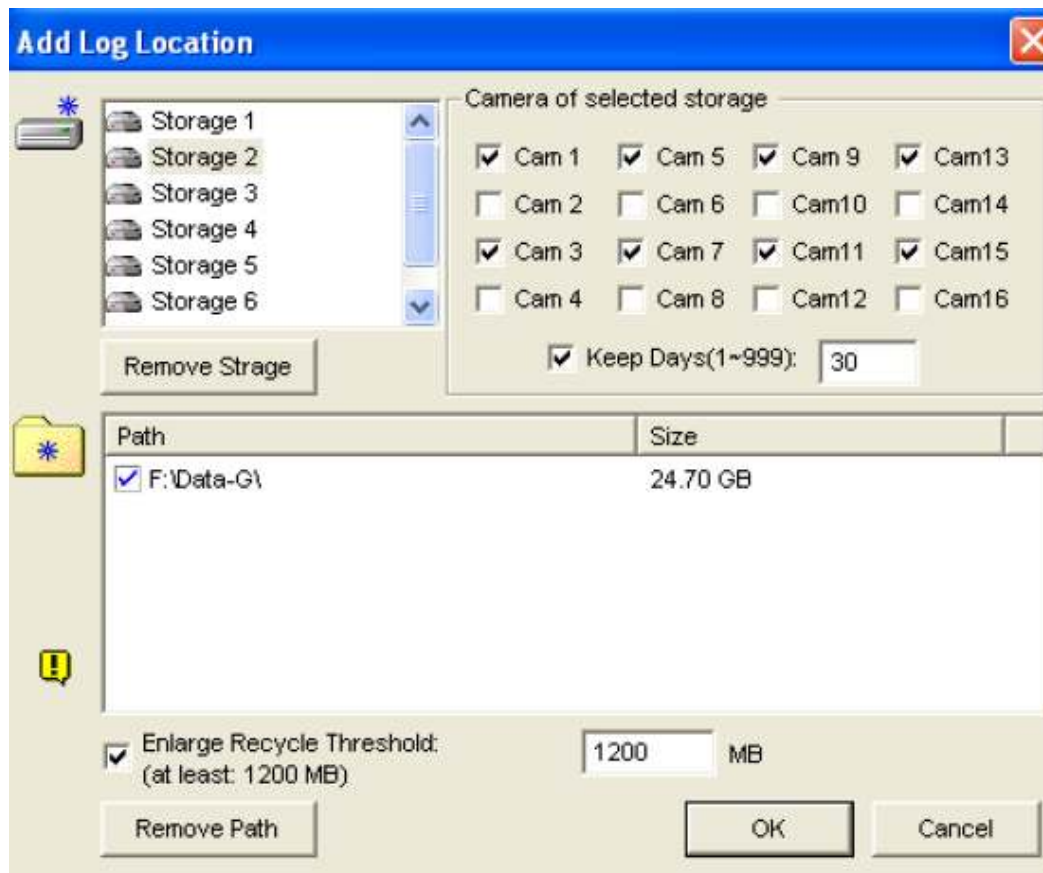 Add Log Location
Storage 1
Storage 2
Storage 3
Storage 4
Storage 5
Storage 6
Remove Strage
Camera of selected storage
Cam 1 Cam 5 Cam 9 Cam13
Cam 2 Cam 6 Cam10 Cam14
Cam 3 Cam 7 Cam11 Cam15
Cam 4 Cam 8 Cam12 Cam16
Keep Days(1~999): 30
Path Size
F:\Data-G\ 24.70 GB
Enlarge Recycle Threshold: 1200 MB
(at least: 1200 MB)
Remove Path OK Cancel